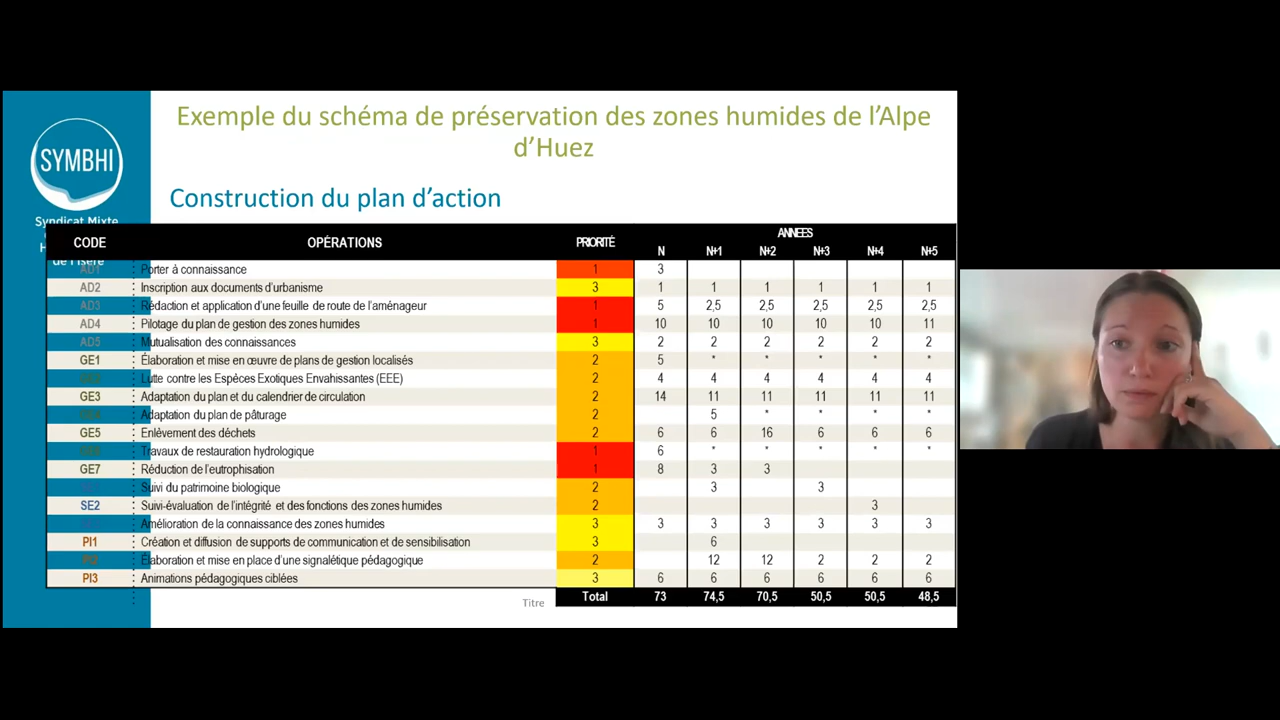 Exemple du schéma de préservation des zones humides de l'Alpe
d'Huez
SYMBHI
Syndicat Mixte
de l'Isère
Construction du plan d'action
CODE OPÉRATIONS PRIORITÉ ANNEES
N N+1 N+2 N+3 N+4 N+5
AD1 Porter à connaissance 1 3
AD2 Inscription aux documents d'urbanisme 3 1 1 1 1 1 1
AD3 Rédaction et application d'une feuille de route de l'aménageur 1 5 2,5 2,5 2,5 2,5 2,5
AD4 Pilotage du plan de gestion des zones humides 1 10 10 10 10 10 11
AD5 Mutualisation des connaissances 3 2 2 2 2 2 2
GE1 Élaboration et mise en œuvre de plans de gestion localisés 2 5 * * * * *
Lutte contre les Espèces Exotiques Envahissantes (EEE) 2 4 4 4 4 4 4
GE3 Adaptation du plan et du calendrier de circulation 2 14 11 11 11 11 11
Adaptation du plan de pâturage 2 5 * * * *
GE5 Enlèvement des déchets 2 6 6 16 6 6 6
Travaux de restauration hydrologique 1 6 * * * * *
GE7 Réduction de l'eutrophisation 1 8 3 3
Suivi du patrimoine biologique 2 3 3
SE2 Suivi-évaluation de l'intégrité et des fonctions des zones humides 2 3
Amélioration de la connaissance des zones humides 3 3 3 3 3 3 3
PI1 Création et diffusion de supports de communication et de sensibilisation 3 6
PI2 Élaboration et mise en place d'une signalétique pédagogique 2 12 12 2 2 2
PI3 Animations pédagogiques ciblées 3 6 6 6 6 6 6
Total 73 74,5 70,5 50,5 50,5 48,5
Titre